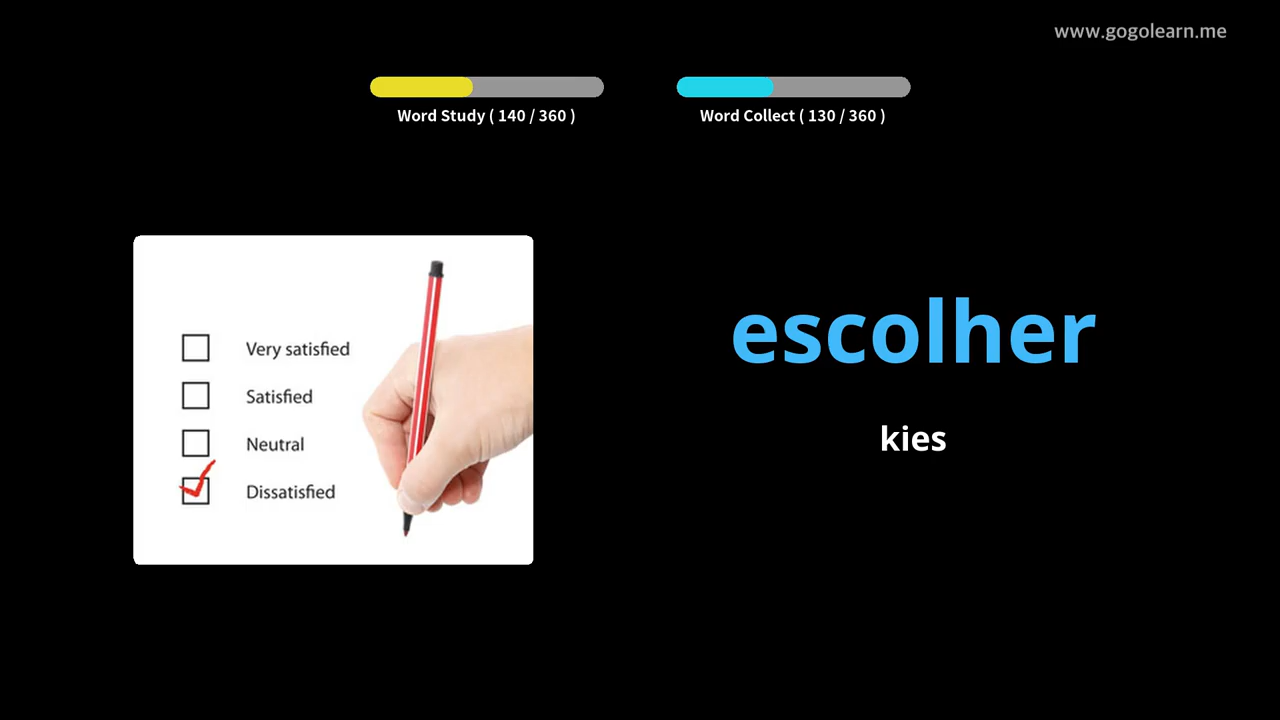 www.gogolearn.me
Word Study ( 140 / 360 )
Word Collect ( 130 / 360 )
Very satisfied
Satisfied
Neutral
Dissatisfied
escolher
kies